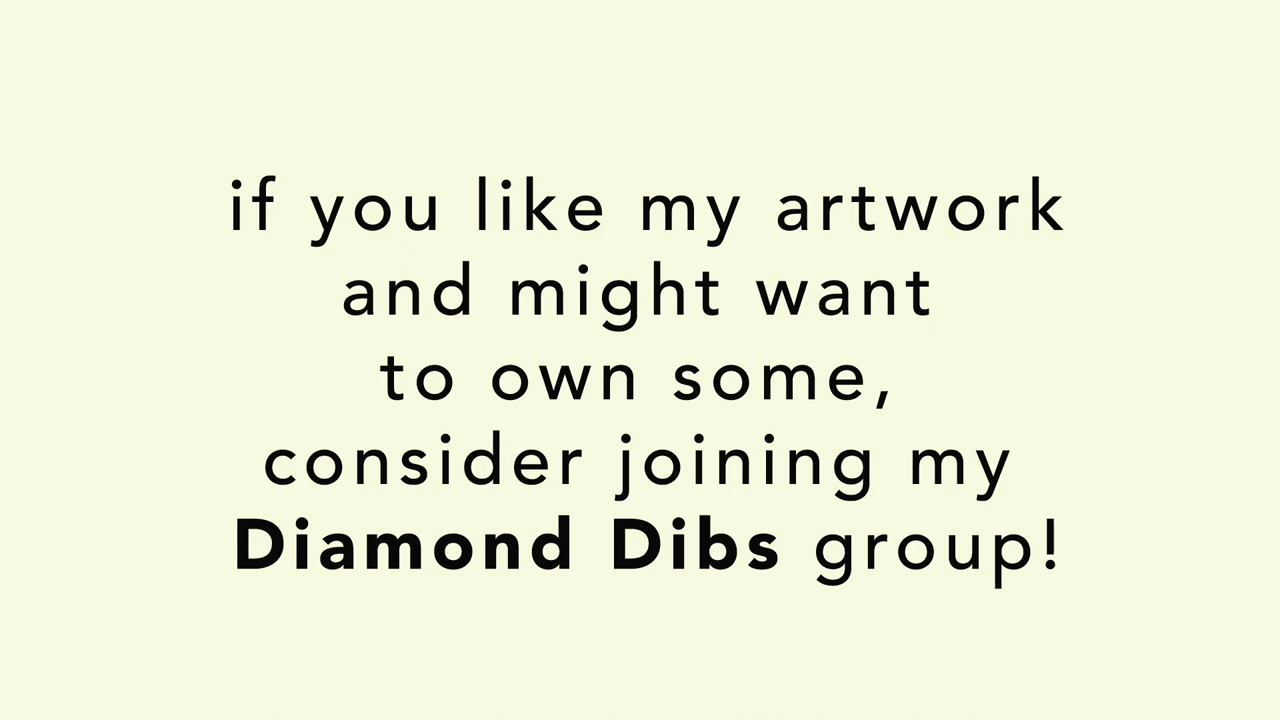 if you like my artwork
and might want
to own some,
consider joining my
Diamond Dibs group!